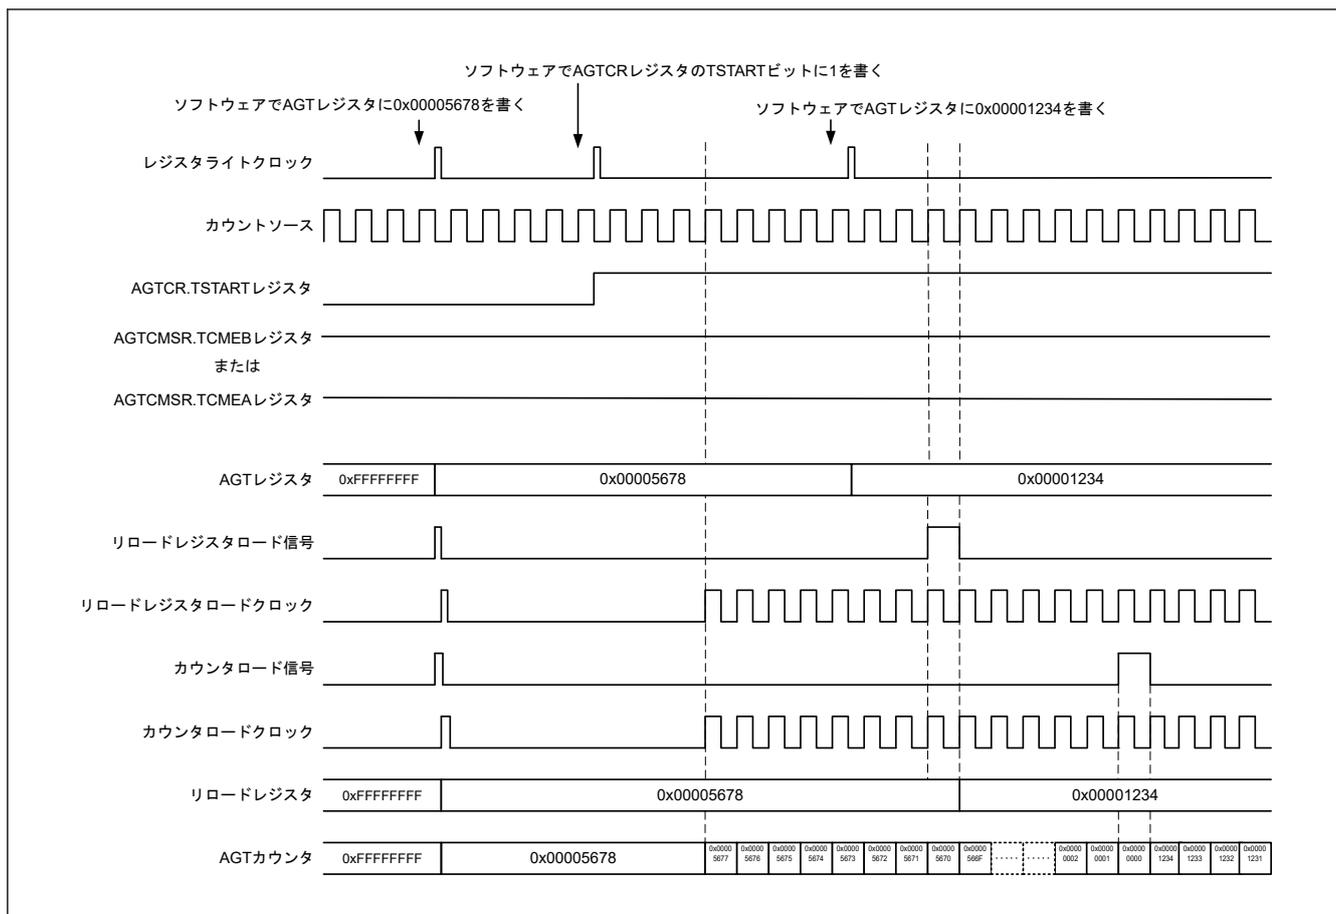 ソフトウェアでAGTCRレジスタのTSTARTビットに1を書く
ソフトウェアでAGTレジスタに0x00005678を書く
ソフトウェアでAGTレジスタに0x00001234を書く
レジスタライトクロック
カウントソース
AGTCR.TSTARTレジスタ
AGTCMSR.TCMEBレジスタ
または
AGTCMSR.TCMEAレジスタ
AGTレジスタ 0xFFFFFFFF 0x00005678 0x00001234
リロードレジスタロード信号
リロードレジスタロードクロック
カウンタロード信号
カウンタロードクロック
リロードレジスタ 0xFFFFFFFF 0x00005678 0x00001234
AGTカウンタ 0xFFFFFFFF 0x00005678 0x0000 5677 0x0000 5676 0x0000 5675 0x0000 5674 0x0000 5673 0x0000 5672 0x0000 5671 0x0000 5670 0x0000 566F ..... ..... 0x0000 0002 0x0000 0001 0x0000 0000 0x0000 1234 0x0000 1233 0x0000 1232 0x0000 1231